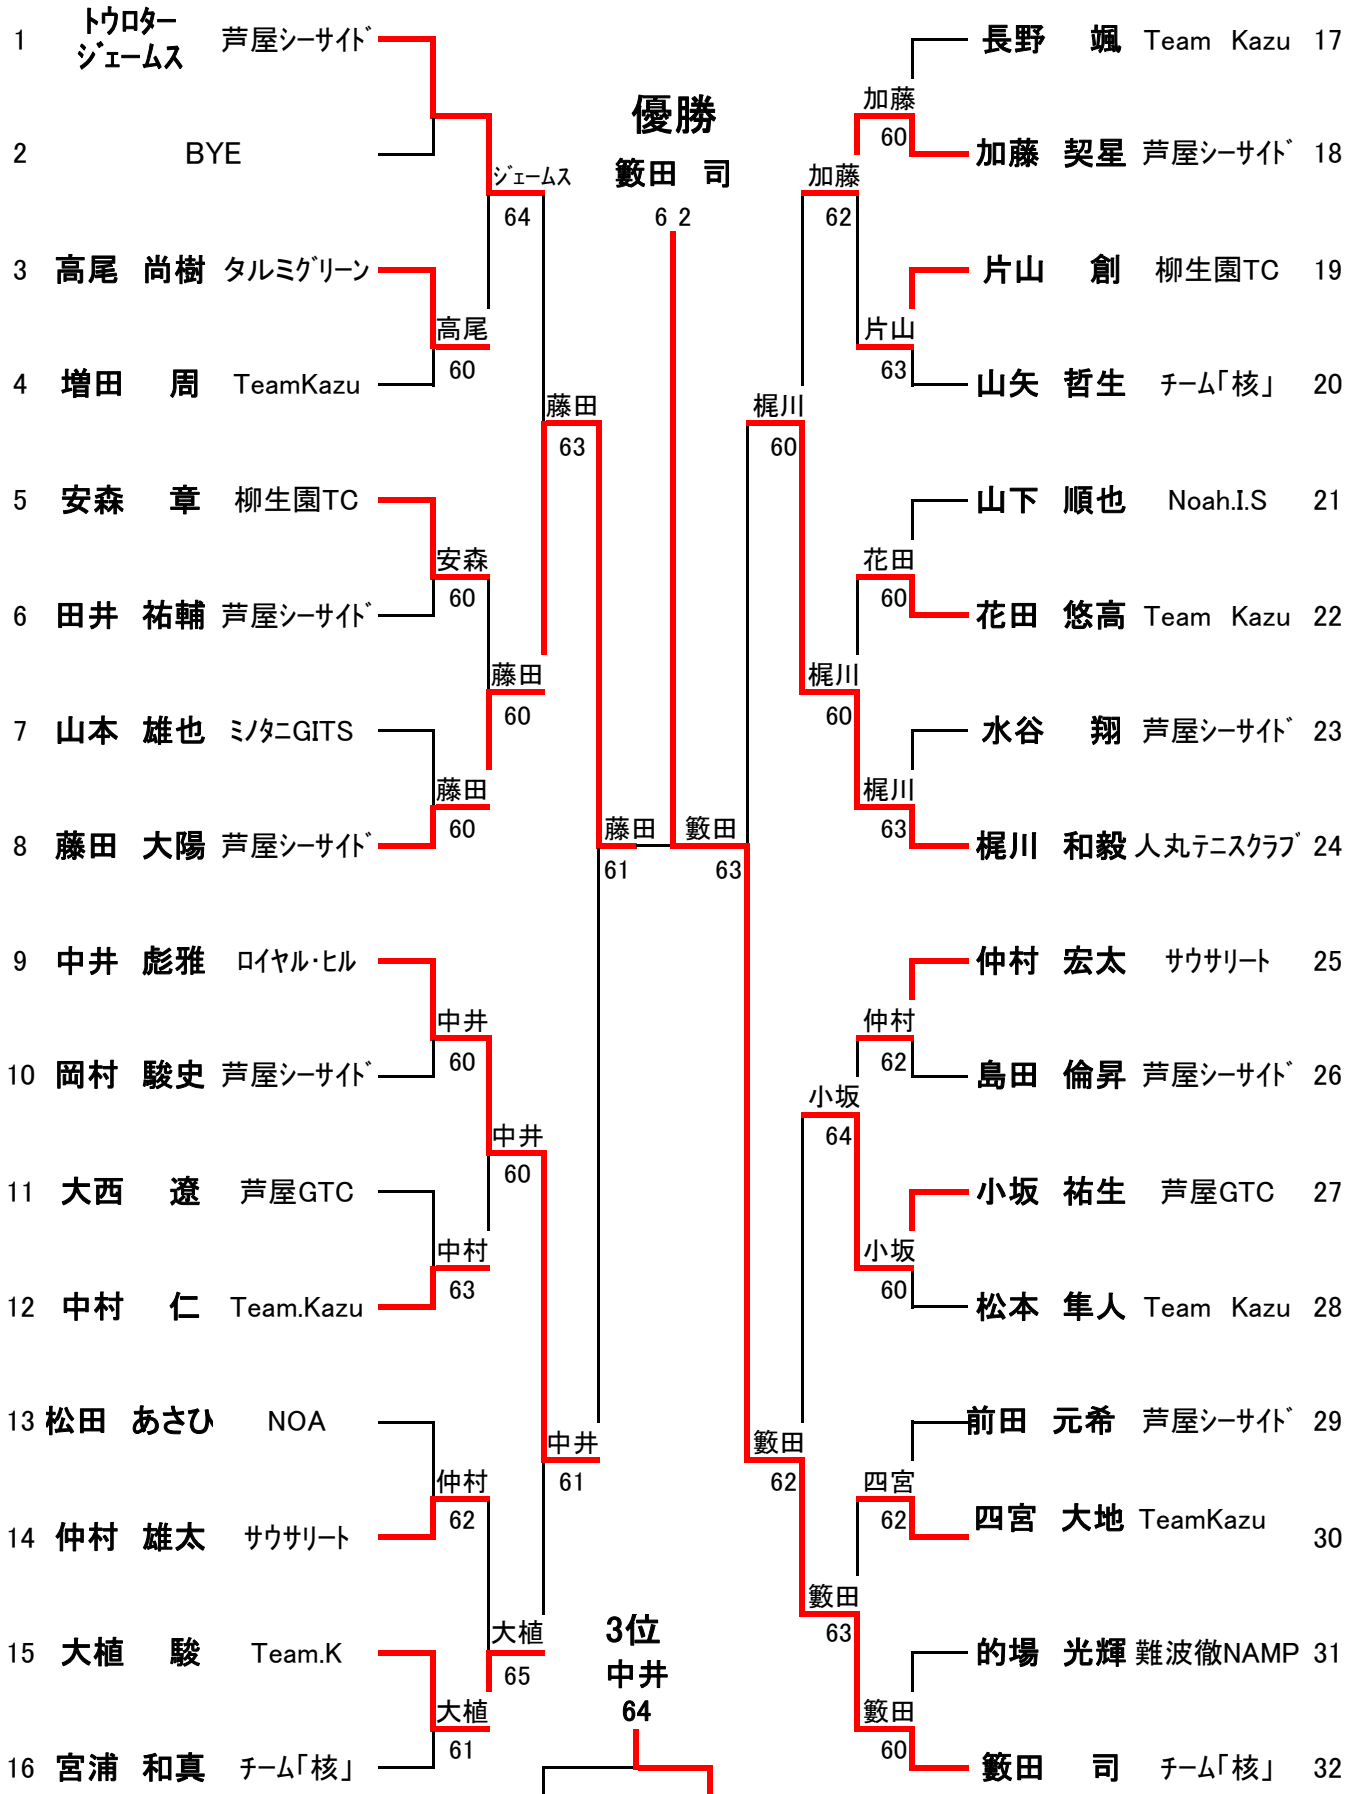 1 トウロター ジェームス 芦屋シーサイド
2 BYE
ジェームス
64
3 高尾 尚樹 タルミグリーン
高尾
60
4 増田 周 TeamKazu
藤田
63
5 安森 章 柳生園TC
安森
60
6 田井 祐輔 芦屋シーサイド
藤田
60
7 山本 雄也 ミノタニGITS
藤田
60
8 藤田 大陽 芦屋シーサイド
藤田
61
9 中井 彪雅 ロイヤル・ヒル
中井
60
10 岡村 駿史 芦屋シーサイド
中井
60
11 大西 遼 芦屋GTC
中村
63
12 中村 仁 Team.Kazu
13 松田 あさひ NOA
中井
61
仲村
62
14 仲村 雄太 サウサリート
大植
65
15 大植 駿 Team.K
大植
61
16 宮浦 和真 チーム「核」
優勝
籔田 司
6 2
籔田
63
3位
中井
64
長野 颯 Team Kazu 17
加藤
60
加藤 契星 芦屋シーサイド 18
加藤
62
片山 創 柳生園TC 19
片山
63
山矢 哲生 チーム「核」 20
梶川
60
山下 順也 Noah.I.S 21
花田
60
花田 悠高 Team Kazu 22
梶川
60
水谷 翔 芦屋シーサイド 23
梶川
63
梶川 和毅 人丸テニスクラブ 24
仲村 宏太 サウサリート 25
仲村
62
島田 倫昇 芦屋シーサイド 26
小坂
64
小坂 祐生 芦屋GTC 27
小坂
60
松本 隼人 Team Kazu 28
前田 元希 芦屋シーサイド 29
籔田
62
四宮
62
四宮 大地 TeamKazu 30
籔田
63
的場 光輝 難波徹NAMP 31
籔田
60
籔田 司 チーム「核」 32